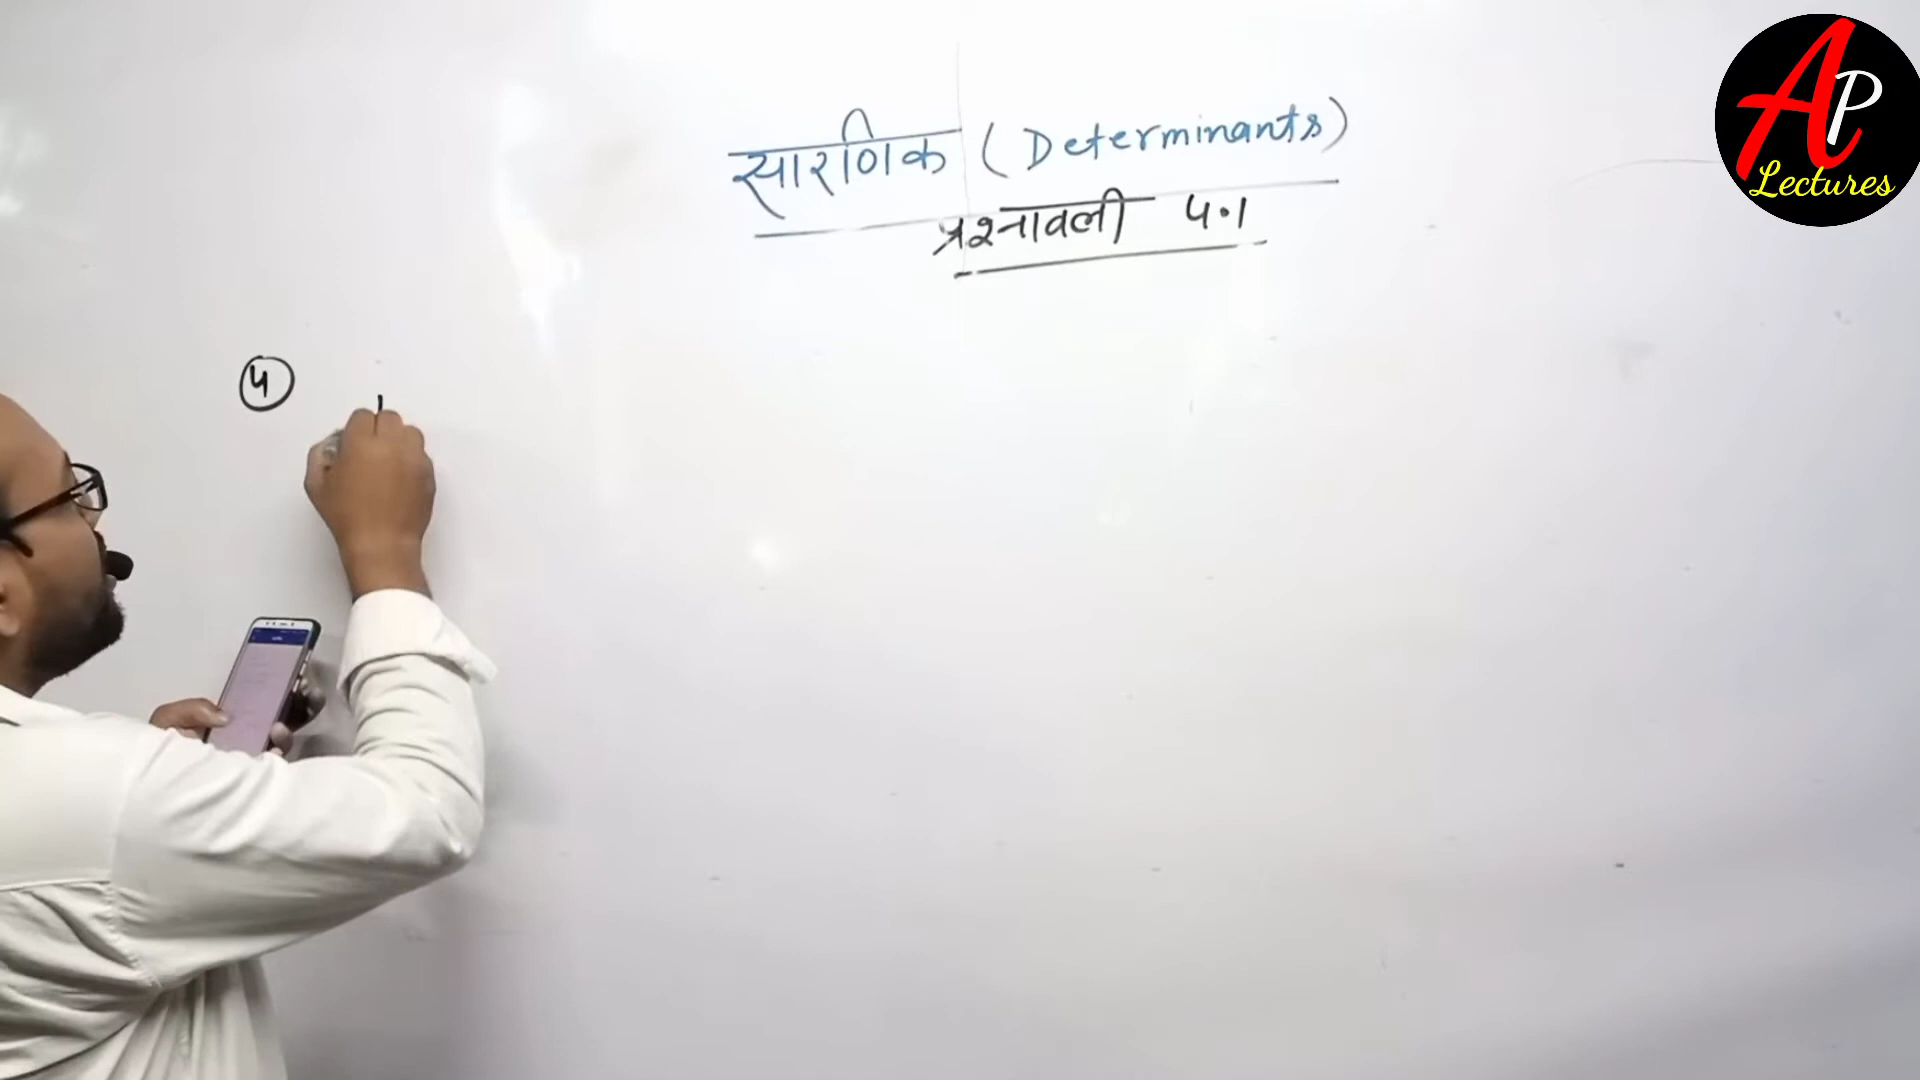 सारणिक (Determinants)
प्रश्नावली 5.1
5
AP
Lectures